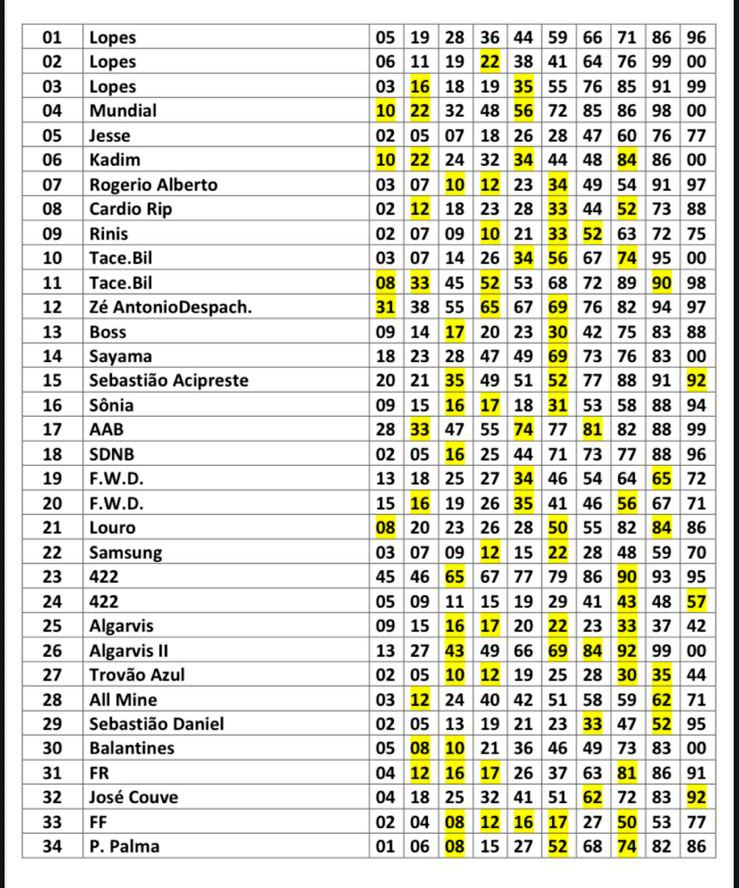 01 Lopes 05 19 28 36 44 59 66 71 86 96
02 Lopes 06 11 19 22 38 41 64 76 99 00
03 Lopes 03 16 18 19 35 55 76 85 91 99
04 Mundial 10 22 32 48 56 72 85 86 98 00
05 Jesse 02 05 07 18 26 28 47 60 76 77
06 Kadim 10 22 24 32 34 44 48 84 86 00
07 Rogerio Alberto 03 07 10 12 23 34 49 54 91 97
08 Cardio Rip 02 12 18 23 28 33 44 52 73 88
09 Rinis 02 07 09 10 21 33 52 63 72 75
10 Tace.Bil 03 07 14 26 34 56 67 74 95 00
11 Tace.Bil 08 33 45 52 53 68 72 89 90 98
12 Zé AntonioDespach. 31 38 55 65 67 69 76 82 94 97
13 Boss 09 14 17 20 23 30 42 75 83 88
14 Sayama 18 23 28 47 49 69 73 76 83 00
15 Sebastião Acipreste 20 21 35 49 51 52 77 88 91 92
16 Sônia 09 15 16 17 18 31 53 58 88 94
17 AAB 28 33 47 55 74 77 81 82 88 99
18 SDNB 02 05 16 25 44 71 73 77 88 96
19 F.W.D. 13 18 25 27 34 46 54 64 65 72
20 F.W.D. 15 16 19 26 35 41 46 56 67 71
21 Louro 08 20 23 26 28 50 55 82 84 86
22 Samsung 03 07 09 12 15 22 28 48 59 70
23 422 45 46 65 67 77 79 86 90 93 95
24 422 05 09 11 15 19 29 41 43 48 57
25 Algarvis 09 15 16 17 20 22 23 33 37 42
26 Algarvis II 13 27 43 49 66 69 84 92 99 00
27 Trovão Azul 02 05 10 12 19 25 28 30 35 44
28 All Mine 03 12 24 40 42 51 58 59 62 71
29 Sebastião Daniel 02 05 13 19 21 23 33 47 52 95
30 Balantines 05 08 10 21 36 46 49 73 83 00
31 FR 04 12 16 17 26 37 63 81 86 91
32 José Couve 04 18 25 32 41 51 62 72 83 92
33 FF 02 04 08 12 16 17 27 50 53 77
34 P. Palma 01 06 08 15 27 52 68 74 82 86